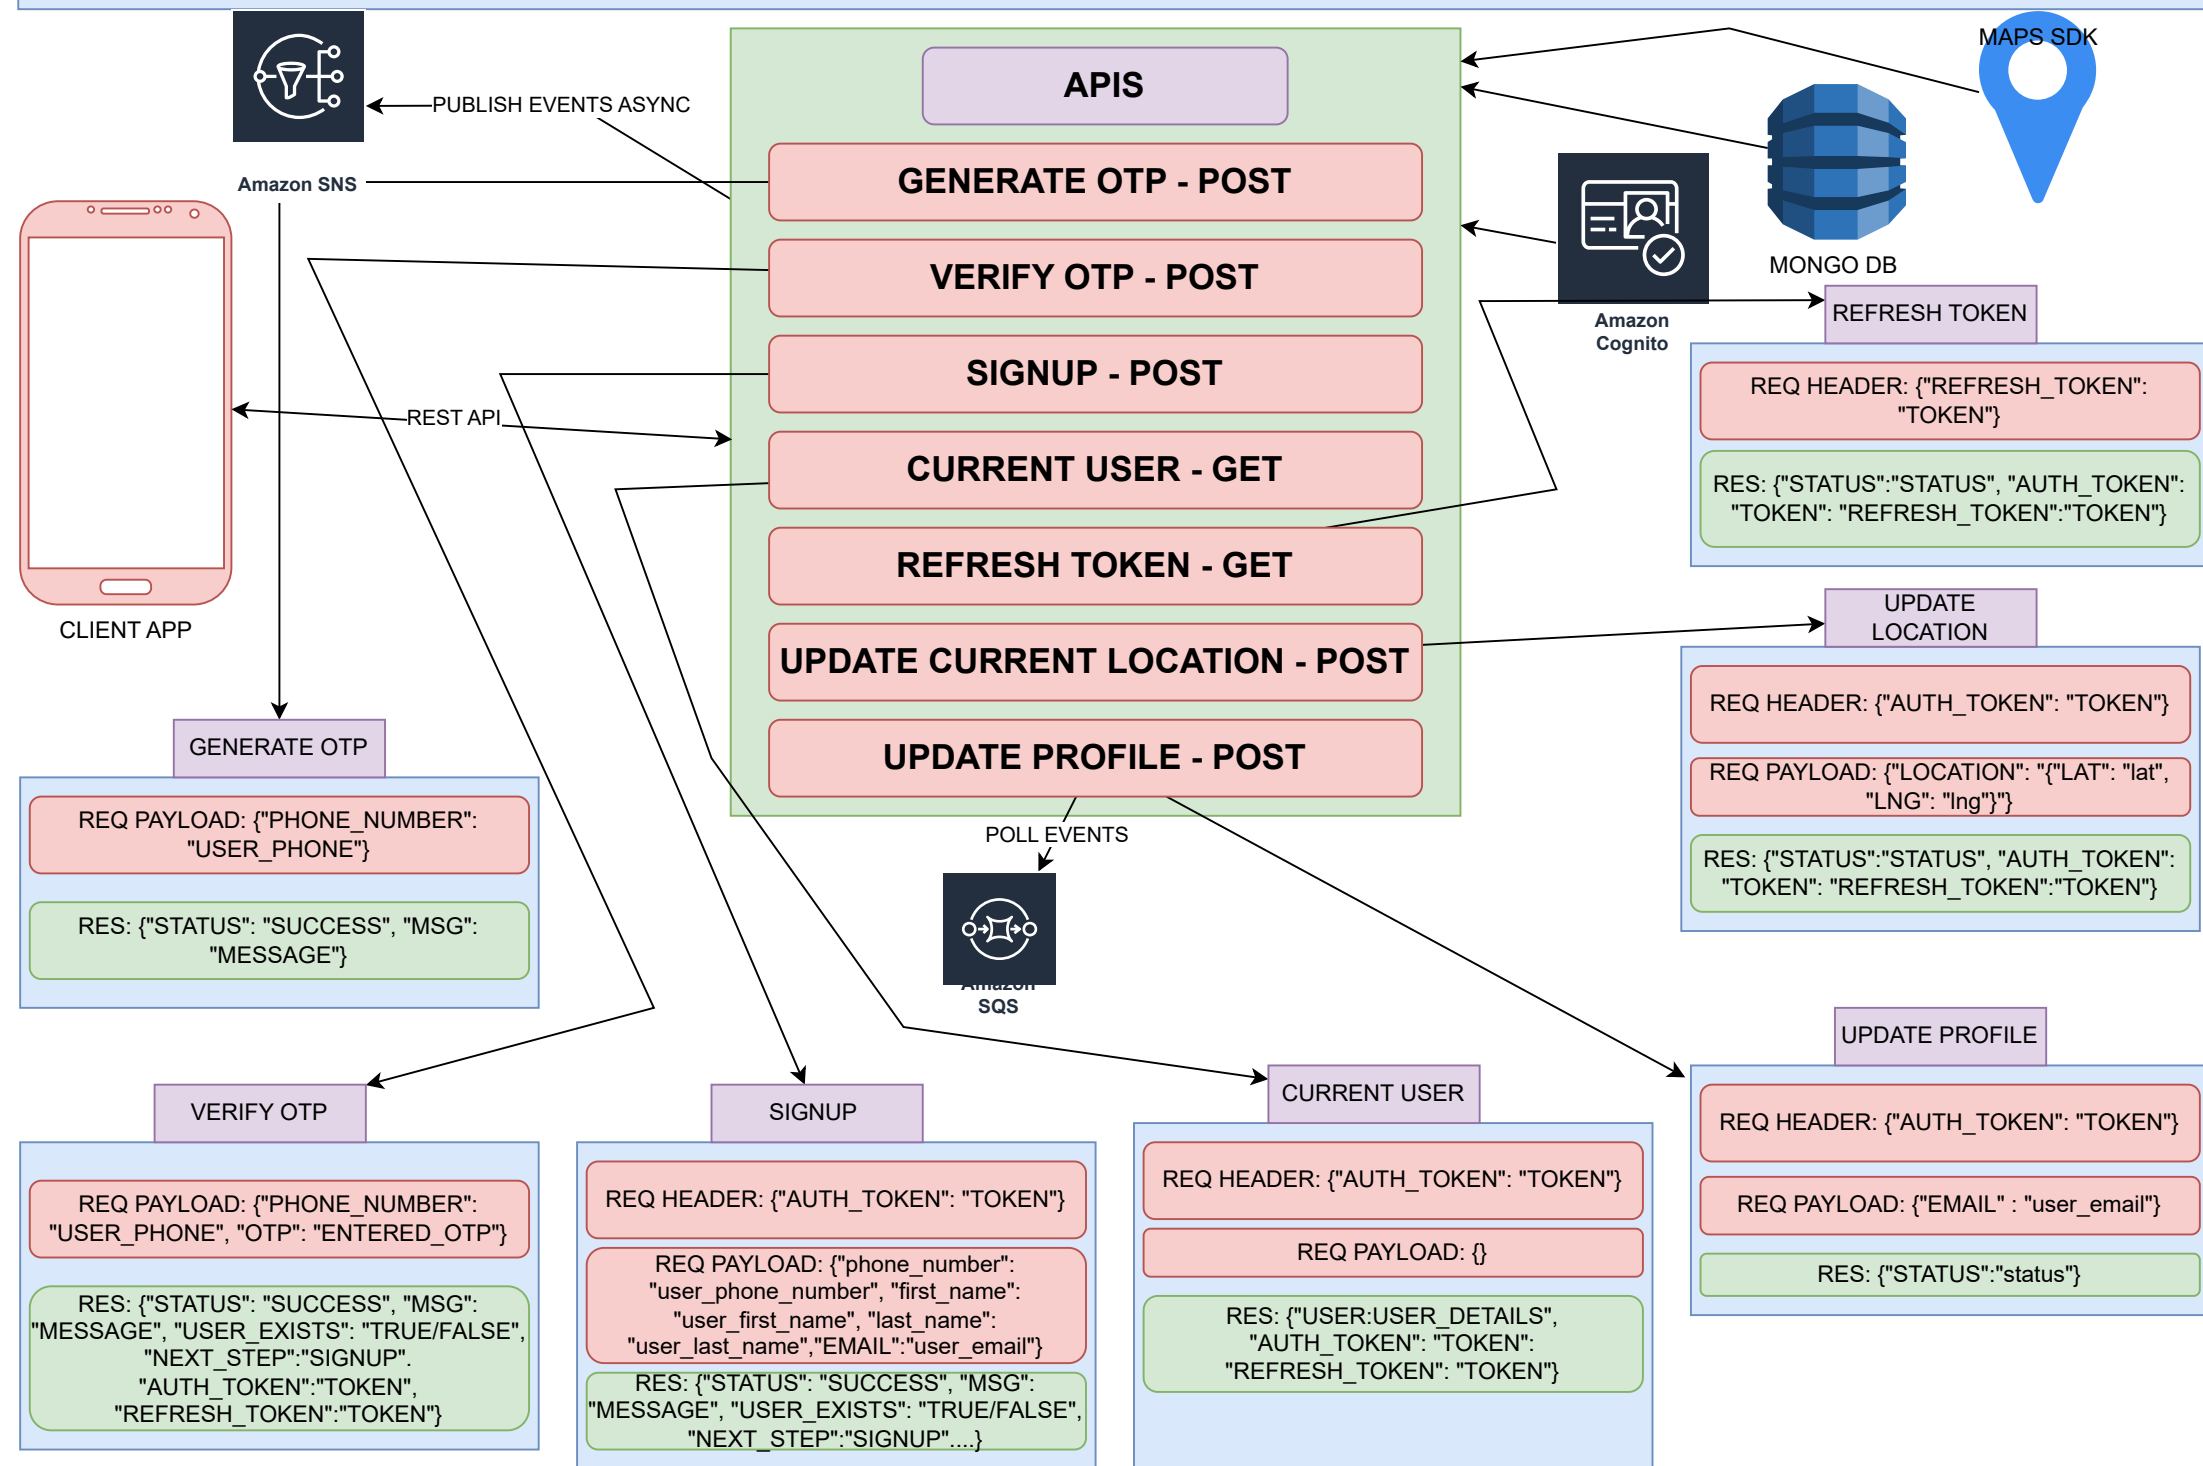 MAPS SDK
APIS
PUBLISH EVENTS ASYNC
GENERATE OTP - POST
Amazon SNS
VERIFY OTP - POST
MONGO DB
Amazon
Cognito
REFRESH TOKEN
SIGNUP - POST
REQ HEADER: {"REFRESH_TOKEN":
"TOKEN"}
REST API
CURRENT USER - GET
RES: {"STATUS":"STATUS", "AUTH_TOKEN":
"TOKEN": "REFRESH_TOKEN":"TOKEN"}
REFRESH TOKEN - GET
CLIENT APP
UPDATE
LOCATION
UPDATE CURRENT LOCATION - POST
REQ HEADER: {"AUTH_TOKEN": "TOKEN"}
REQ PAYLOAD: {"LOCATION": "{"LAT": "lat",
"LNG": "lng"}"}
RES: {"STATUS":"STATUS", "AUTH_TOKEN":
"TOKEN": "REFRESH_TOKEN":"TOKEN"}
UPDATE PROFILE - POST
POLL EVENTS
Amazon
SQS
GENERATE OTP
REQ PAYLOAD: {"PHONE_NUMBER":
"USER_PHONE"}
RES: {"STATUS": "SUCCESS", "MSG":
"MESSAGE"}
VERIFY OTP
REQ PAYLOAD: {"PHONE_NUMBER":
"USER_PHONE", "OTP": "ENTERED_OTP"}
RES: {"STATUS": "SUCCESS", "MSG":
"MESSAGE", "USER_EXISTS": "TRUE/FALSE",
"NEXT_STEP":"SIGNUP".
"AUTH_TOKEN":"TOKEN",
"REFRESH_TOKEN":"TOKEN"}
SIGNUP
REQ HEADER: {"AUTH_TOKEN": "TOKEN"}
REQ PAYLOAD: {"phone_number":
"user_phone_number", "first_name":
"user_first_name", "last_name":
"user_last_name","EMAIL":"user_email"}
RES: {"STATUS": "SUCCESS", "MSG":
"MESSAGE", "USER_EXISTS": "TRUE/FALSE",
"NEXT_STEP":"SIGNUP"....}
CURRENT USER
REQ HEADER: {"AUTH_TOKEN": "TOKEN"}
REQ PAYLOAD: {}
RES: {"USER:USER_DETAILS",
"AUTH_TOKEN": "TOKEN":
"REFRESH_TOKEN": "TOKEN"}
UPDATE PROFILE
REQ HEADER: {"AUTH_TOKEN": "TOKEN"}
REQ PAYLOAD: {"EMAIL" : "user_email"}
RES: {"STATUS":"status"}